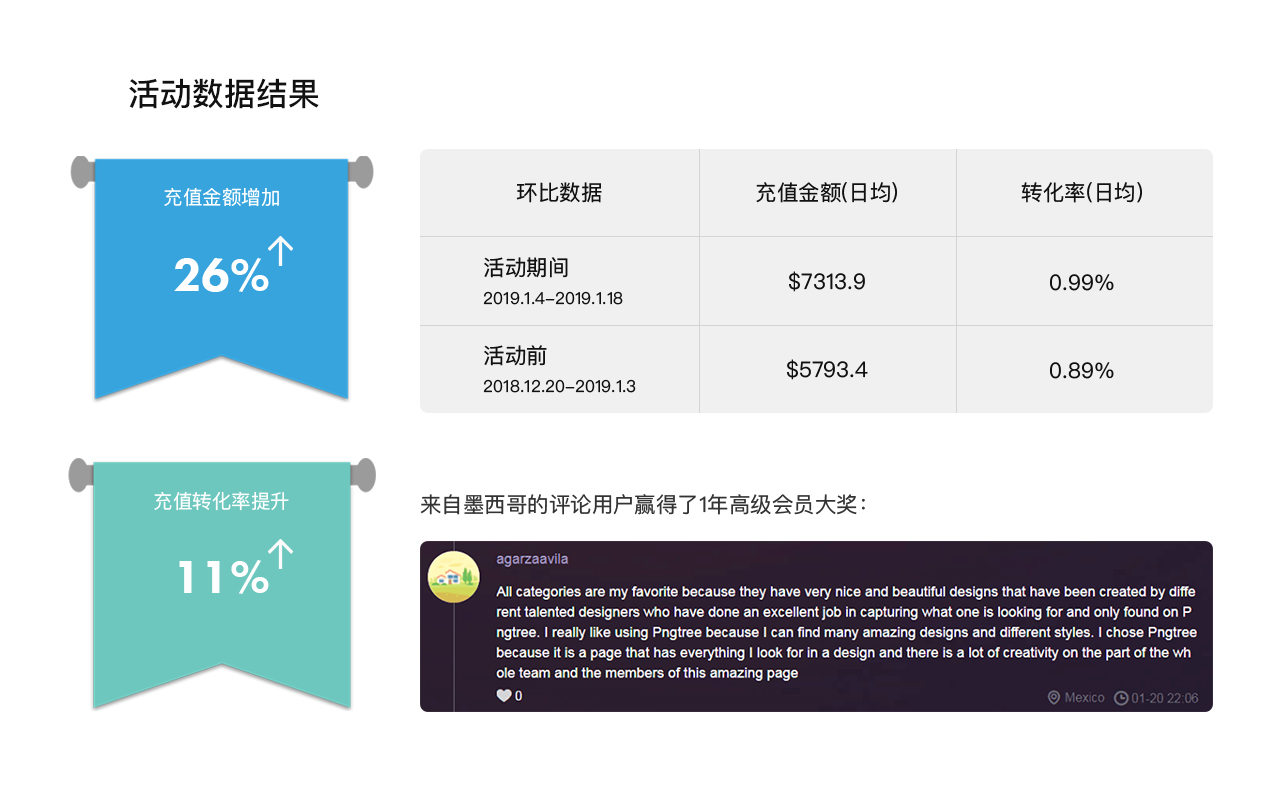 活动数据结果
充值金额增加
26%↑
环比数据 充值金额(日均) 转化率(日均)
活动期间
2019.1.4-2019.1.18
$7313.9 0.99%
活动前
2018.12.20-2019.1.3
$5793.4 0.89%
充值转化率提升
11%↑
来自墨西哥的评论用户赢得了1年高级会员大奖：
agarzaavila
All categories are my favorite because they have very nice and beautiful designs that have been created by diffe
rent talented designers who have done an excellent job in capturing what one is looking for and only found on P
ngtree. I really like using Pngtree because I can find many amazing designs and different styles. I chose Pngtree
because it is a page that has everything I look for in a design and there is a lot of creativity on the part of the wh
ole team and the members of this amazing page
0
Mexico 01-20 22:06